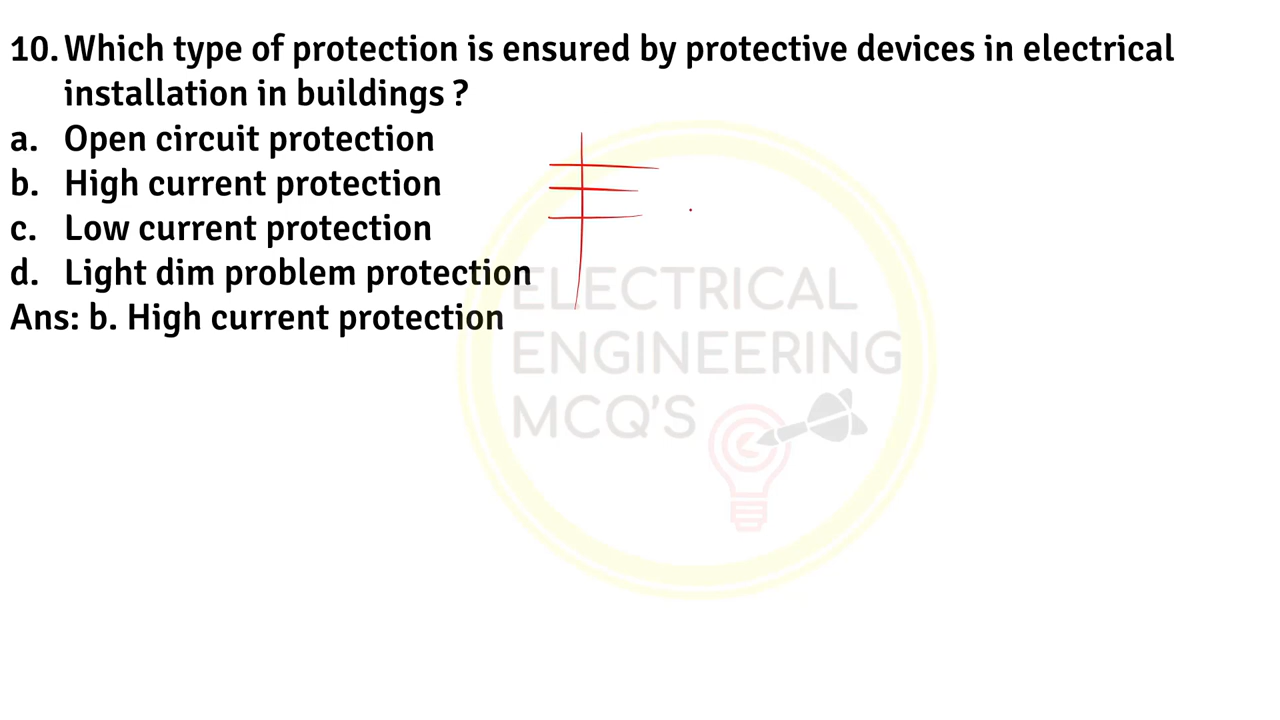 10. Which type of protection is ensured by protective devices in electrical
installation in buildings ?
a. Open circuit protection
b. High current protection
c. Low current protection
d. Light dim problem protection
Ans: b. High current protection
ELECTRICAL
ENGINEERING
MCQ'S